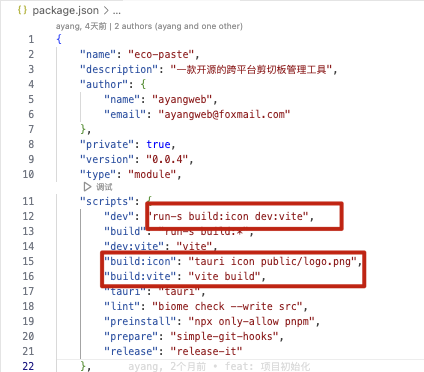 {} package.json > ...
ayang, 4天前 | 2 authors (ayang and one other)
1 {
2 "name": "eco-paste",
3 "description": "一款开源的跨平台剪切板管理工具",
4 "author": {
5 "name": "ayangweb",
6 "email": "ayangweb@foxmail.com"
7 },
8 "private": true,
9 "version": "0.0.4",
10 "type": "module",
调试
11 "scripts": {
12 "dev": "run-s build:icon dev:vite",
13 "build": "run-s build:*",
14 "dev:vite": "vite",
15 "build:icon": "tauri icon public/logo.png",
16 "build:vite": "vite build",
17 "tauri": "tauri",
18 "lint": "biome check --write src",
19 "preinstall": "npx only-allow pnpm",
20 "prepare": "simple-git-hooks",
21 "release": "release-it"
22 }, ayang, 2个月前 • feat: 项目初始化